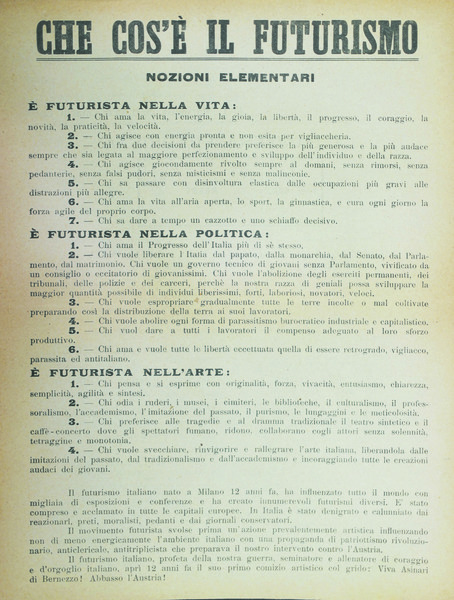 CHE COS'È IL FUTURISMO
NOZIONI ELEMENTARI
È FUTURISTA NELLA VITA:
1. — Chi ama la vita, l'energia, la gioia, la libertà, il progresso, il coraggio, la
novità, la praticità, la velocità.
2. — Chi agisce con energia pronta e non esita per vigliaccheria.
3. — Chi fra due decisioni da prendere preferisce la più generosa e la più audace
sempre che sia legata al maggiore perfezionamento e sviluppo dell'individuo e della razza.
4. — Chi agisce giocondamente rivolto sempre al domani, senza rimorsi, senza
pedanterie, senza falsi pudori, senza misticismi e senza malinconie.
5. — Chi sa passare con disinvoltura elastica dalle occupazioni più gravi alle
distrazioni più allegre.
6. — Chi ama la vita all'aria aperta, lo sport, la ginnastica, e cura ogni giorno la
forza agile del proprio corpo.
7. — Chi sa dare a tempo un cazzotto e uno schiaffo decisivo.
È FUTURISTA NELLA POLITICA:
1. — Chi ama il Progresso dell'Italia più di sè stesso,
2. — Chi vuole liberare l'Italia dal papato, dalla monarchia, dal Senato, dal Parla-
mento, dal matrimonio. Chi vuole un governo tecnico di giovani senza Parlamento, vivificato da
un consiglio o eccitatorio di giovanissimi. Chi vuole l'abolizione degli eserciti permanenti, dei
tribunali, delle polizie e dei carceri, perchè la nostra razza di geniali possa sviluppare la
maggior quantità possibile di individui liberissimi, forti, laboriosi, novatori, veloci.
3. — Chi vuole espropriare gradualmente tutte le terre incolte o mal coltivate
preparando così la distribuzione della terra ai suoi lavoratori.
4. — Chi vuole abolire ogni forma di parassitismo burocratico industriale e capitalistico.
5. — Chi vuol dare a tutti i lavoratori il compenso adeguato al loro sforzo
produttivo.
6. — Chi ama e vuole tutte le libertà eccettuata quella di essere retrogrado, vigliacco,
parassita ed antitaliano.
È FUTURISTA NELL'ARTE:
1. — Chi pensa e si esprime con originalità, forza, vivacità, entusiasmo, chiarezza,
semplicità, agilità e sintesi.
2. — Chi odia i ruderi, i musei, i cimiteri, le biblioteche, il culturalismo, il profes-
soralismo, l'accademismo, l'imitazione del passato, il purismo, le lungaggini e le meticolosità.
3. — Chi preferisce alle tragedie e al dramma tradizionale il teatro sintetico e il
caffè-concerto dove gli spettatori fumano, ridono, collaborano cogli attori senza solennità,
tetraggine e monotonia.
4. — Chi vuole svecchiare, rinvigorire e rallegrare l'arte italiana, liberandola dalle
imitazioni del passato, dal tradizionalismo e dall'accademismo e incoraggiando tutte le creazioni
audaci dei giovani.
Il futurismo italiano nato a Milano 12 anni fa, ha influenzato tutto il mondo con
migliaia di esposizioni e conferenze e ha creato innumerevoli futurismi diversi. E' stato
compreso e acclamato in tutte le capitali europee. In Italia è stato denigrato e calunniato dai
reazionari, preti, moralisti, pedanti e dai giornali conservatori.
Il movimento futurista svolse prima un'azione prevalentemente artistica influenzando
non di meno energicamente l'ambiente italiano con una propaganda di patriottismo rivoluzio-
nario, anticlericale, antitriplicista che preparava il nostro intervento contro l'Austria.
Il futurismo italiano, profeta della nostra guerra, seminatore e allenatore di coraggio
e d'orgoglio italiano, aprì 12 anni fa il suo primo comizio artistico col grido: Viva Asinari
di Bernezzo! Abbasso l'Austria!